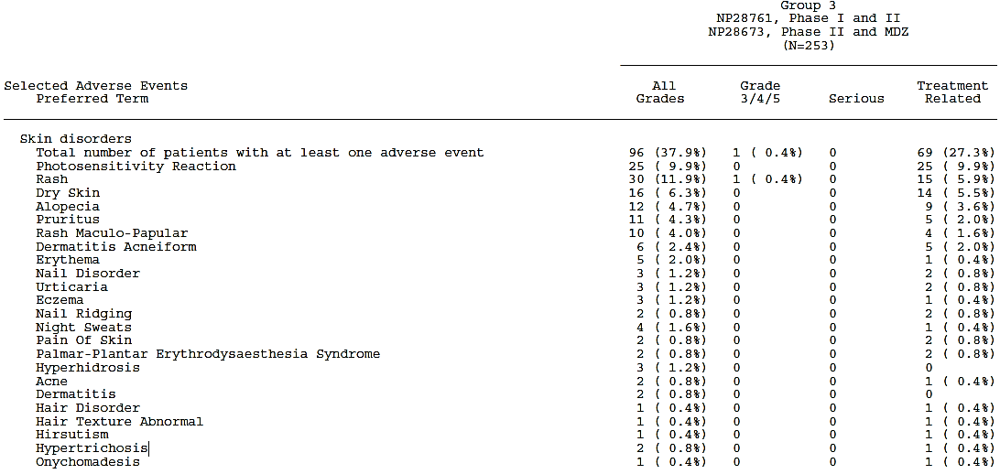 Group 3
NP28761, Phase I and II
NP28673, Phase II and MDZ
(N=253)
Selected Adverse Events All Grade Treatment
Preferred Term Grades 3/4/5 Serious Related
Skin disorders
Total number of patients with at least one adverse event 96 (37.9%) 1 ( 0.4%) 0 69 (27.3%)
Photosensitivity Reaction 25 ( 9.9%) 0 0 25 ( 9.9%)
Rash 30 (11.9%) 1 ( 0.4%) 0 15 ( 5.9%)
Dry Skin 16 ( 6.3%) 0 0 14 ( 5.5%)
Alopecia 12 ( 4.7%) 0 0 9 ( 3.6%)
Pruritus 11 ( 4.3%) 0 0 5 ( 2.0%)
Rash Maculo-Papular 10 ( 4.0%) 0 0 4 ( 1.6%)
Dermatitis Acneiform 6 ( 2.4%) 0 0 5 ( 2.0%)
Erythema 5 ( 2.0%) 0 0 1 ( 0.4%)
Nail Disorder 3 ( 1.2%) 0 0 2 ( 0.8%)
Urticaria 3 ( 1.2%) 0 0 2 ( 0.8%)
Eczema 3 ( 1.2%) 0 0 1 ( 0.4%)
Nail Ridging 2 ( 0.8%) 0 0 2 ( 0.8%)
Night Sweats 4 ( 1.6%) 0 0 1 ( 0.4%)
Pain Of Skin 2 ( 0.8%) 0 0 2 ( 0.8%)
Palmar-Plantar Erythrodysaesthesia Syndrome 2 ( 0.8%) 0 0 2 ( 0.8%)
Hyperhidrosis 3 ( 1.2%) 0 0 0
Acne 2 ( 0.8%) 0 0 1 ( 0.4%)
Dermatitis 2 ( 0.8%) 0 0 0
Hair Disorder 1 ( 0.4%) 0 0 1 ( 0.4%)
Hair Texture Abnormal 1 ( 0.4%) 0 0 1 ( 0.4%)
Hirsutism 1 ( 0.4%) 0 0 1 ( 0.4%)
Hypertrichosis 2 ( 0.8%) 0 0 1 ( 0.4%)
Onychomadesis 1 ( 0.4%) 0 0 1 ( 0.4%)